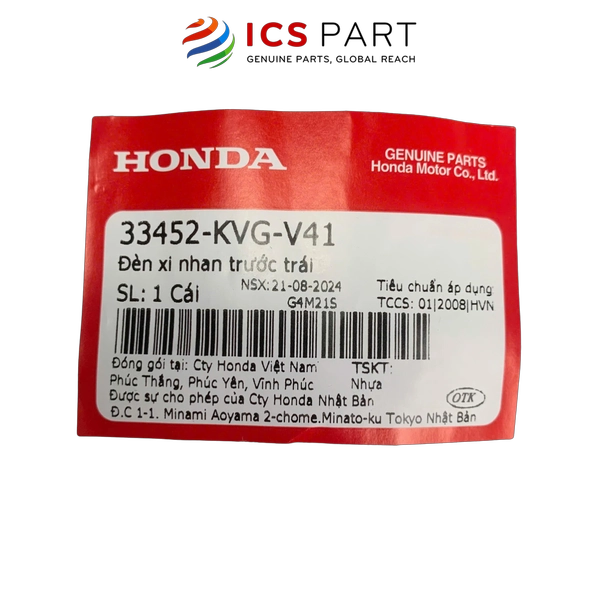 ICS PART
GENUINE PARTS, GLOBAL REACH
HONDA
GENUINE PARTS
Honda Motor Co., Ltd.
33452-KVG-V41
Đèn xi nhan trước trái
SL: 1 Cái
NSX:21-08-2024
G4M21S
Tiêu chuẩn áp dụng
TCCS: 01|2008|HVN
Đóng gói tại: Cty Honda Việt Nam
Phúc Thắng, Phúc Yên, Vĩnh Phúc
TSKT:
Nhựa
Được sự cho phép của Cty Honda Nhật Bản
Đ.C 1-1. Minami Aoyama 2-chome.Minato-ku Tokyo Nhật Bản
OTK